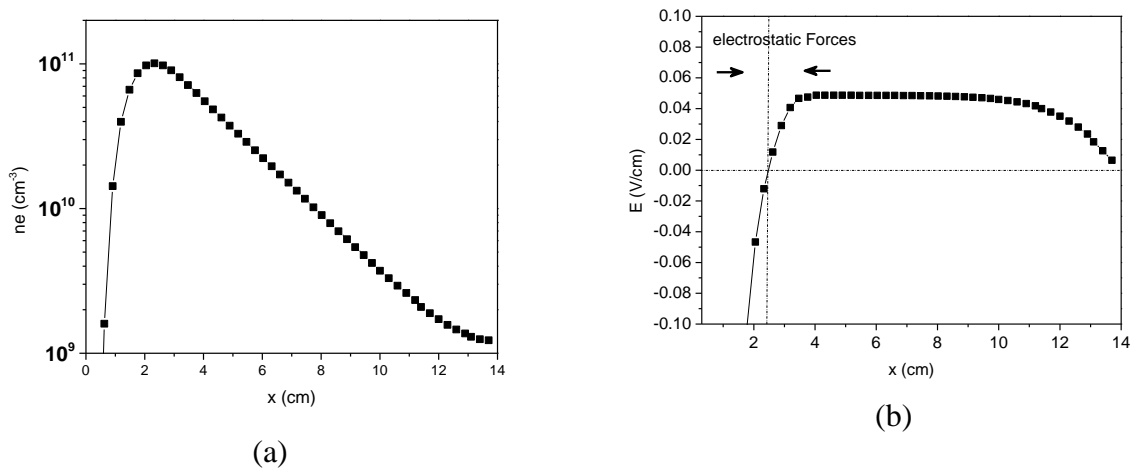 10¹¹
10¹⁰
10⁹
ne (cm⁻³)
0 2 4 6 8 10 12 14
x (cm)
(a)
0.10
0.08
0.06
0.04
0.02
0.00
-0.02
-0.04
-0.06
-0.08
-0.10
E (V/cm)
electrostatic Forces
2 4 6 8 10 12 14
x (cm)
(b)